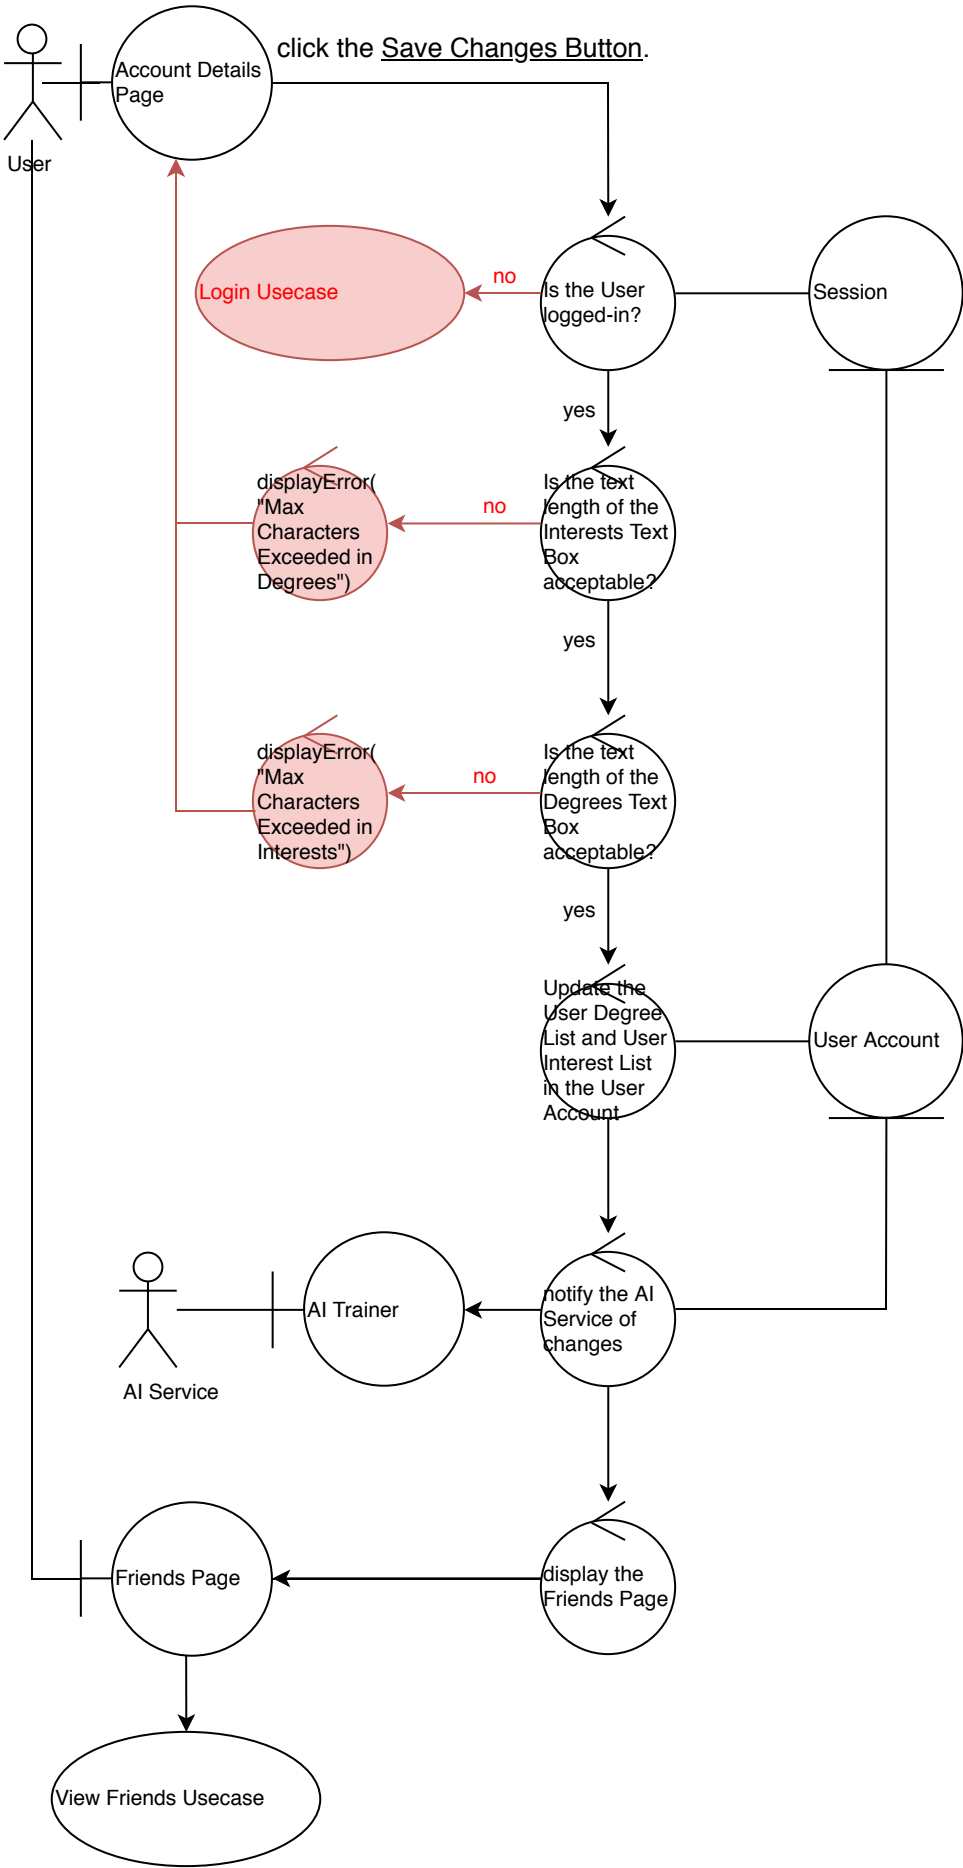 click the Save Changes Button.
Account Details
Page
User
Login Usecase
no
Is the User
logged-in?
Session
yes
displayError(
"Max
Characters
Exceeded in
Degrees")
no
Is the text
length of the
Interests Text
Box
acceptable?
yes
displayError(
"Max
Characters
Exceeded in
Interests")
no
Is the text
length of the
Degrees Text
Box
acceptable?
yes
Update the
User Degree
List and User
Interest List
in the User
Account
User Account
AI Trainer
notify the AI
Service of
changes
AI Service
Friends Page
display the
Friends Page
View Friends Usecase